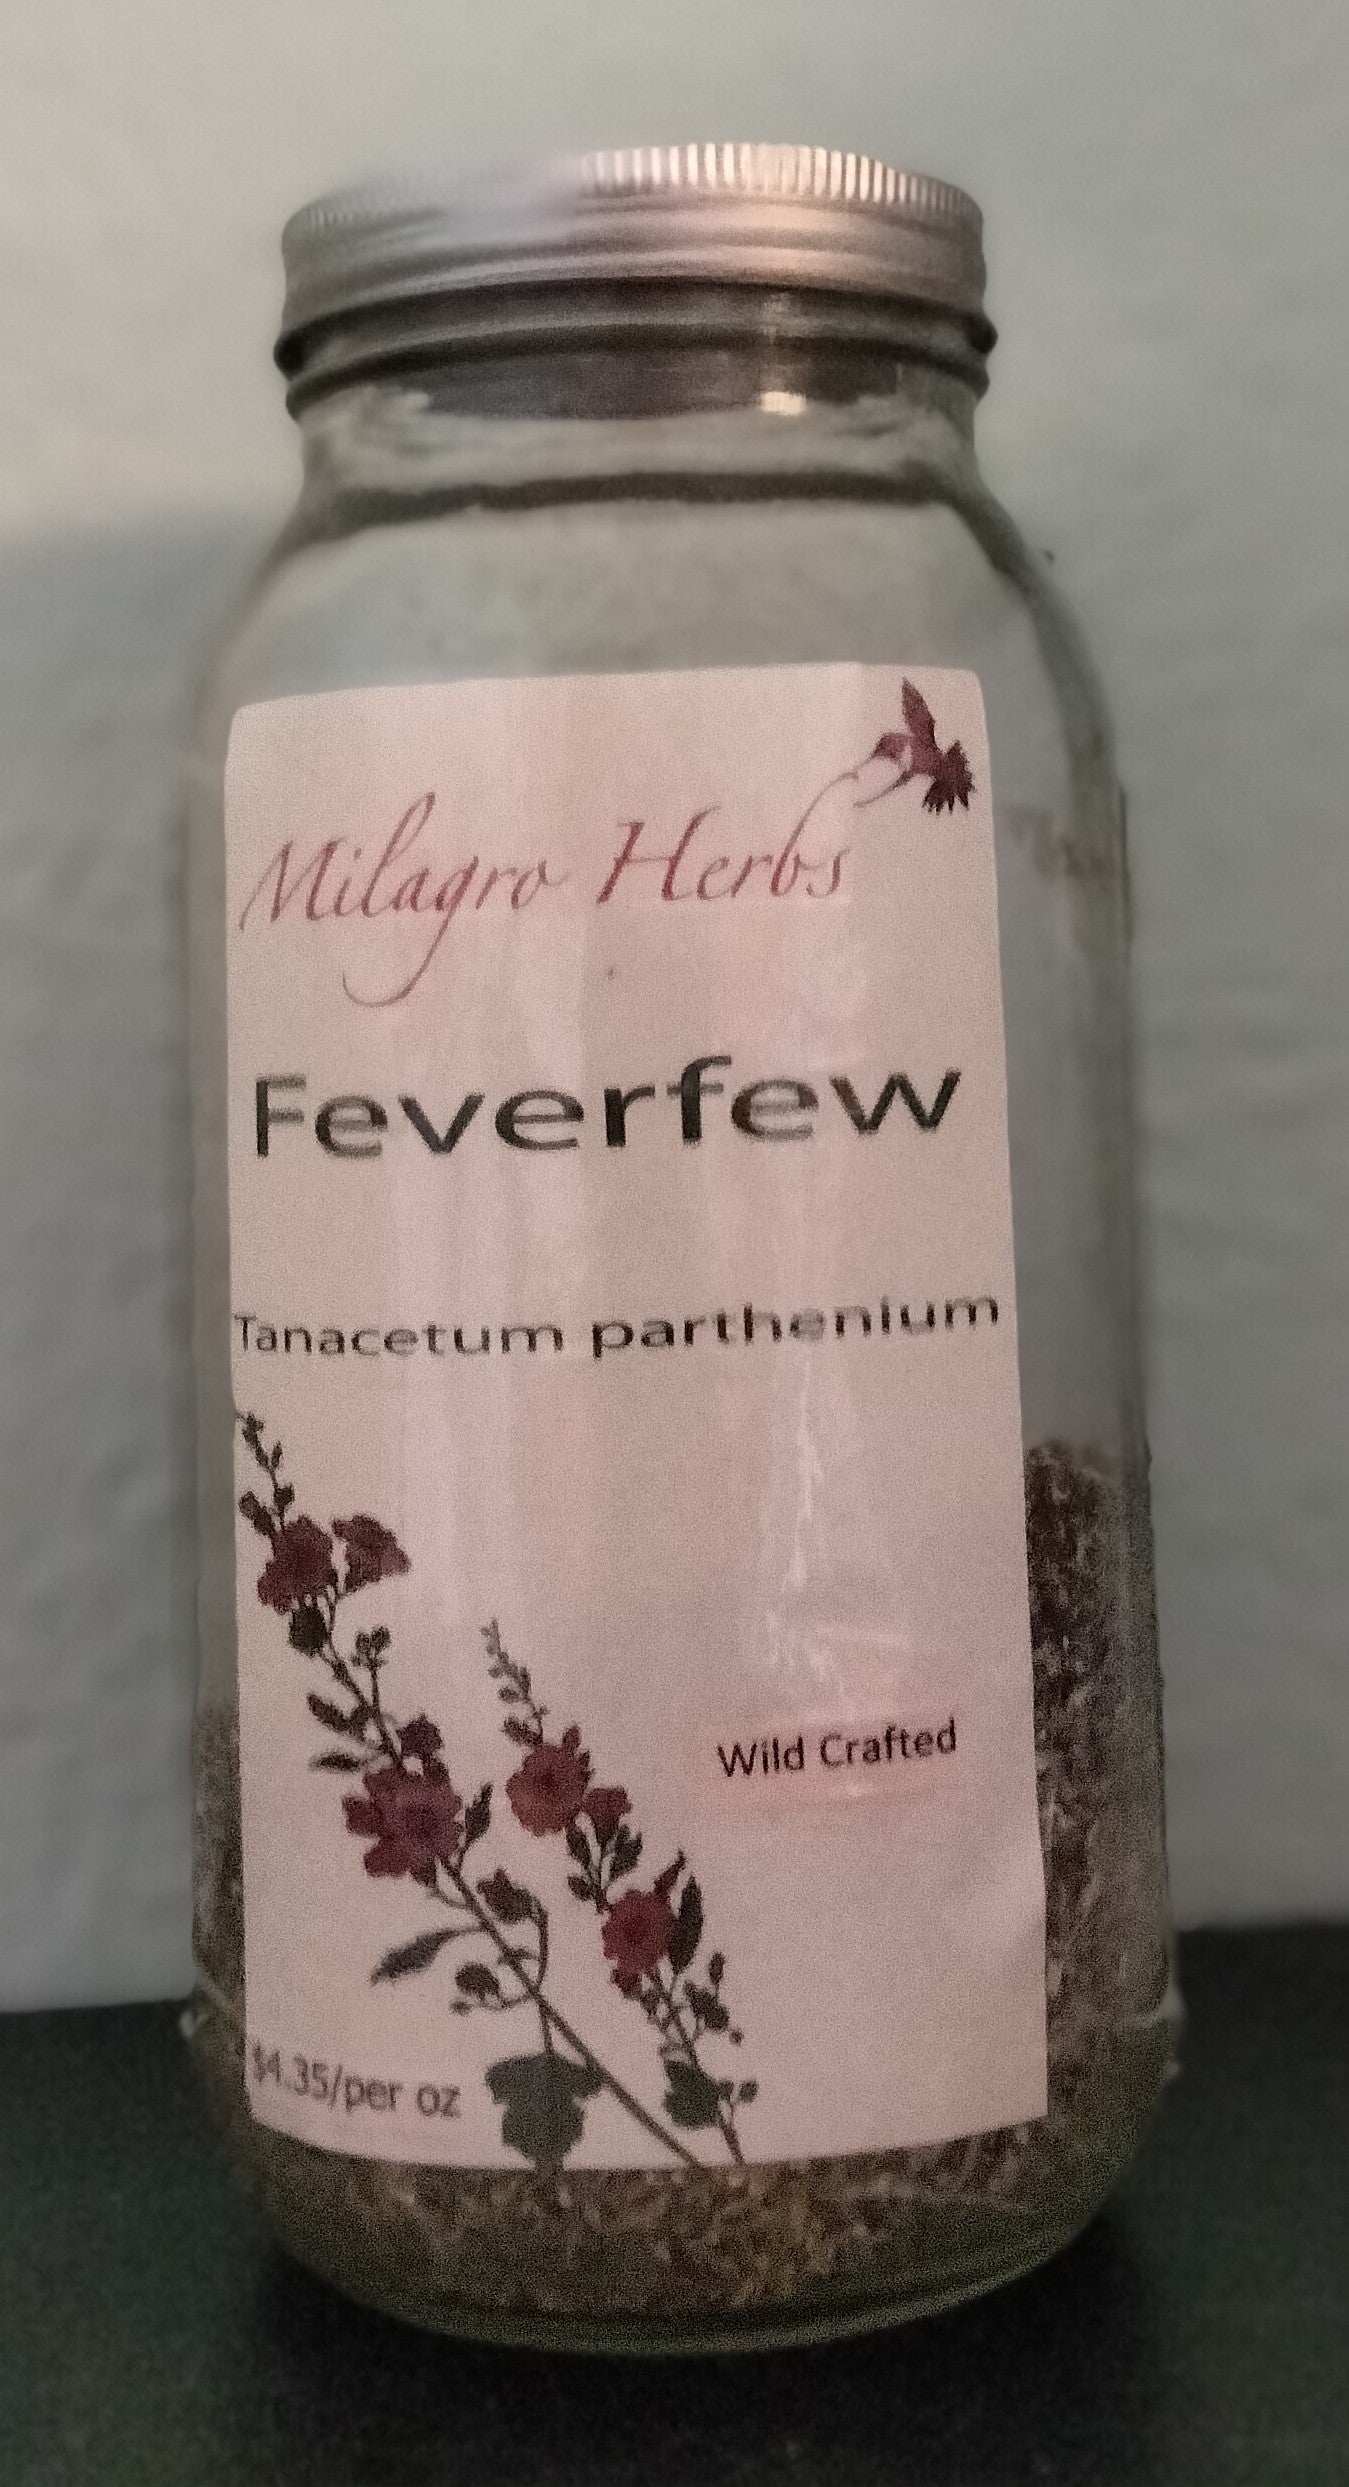 Milagro Herbs
Feverfew
Tanacetum parthenium
Wild Crafted
$4.35/per oz